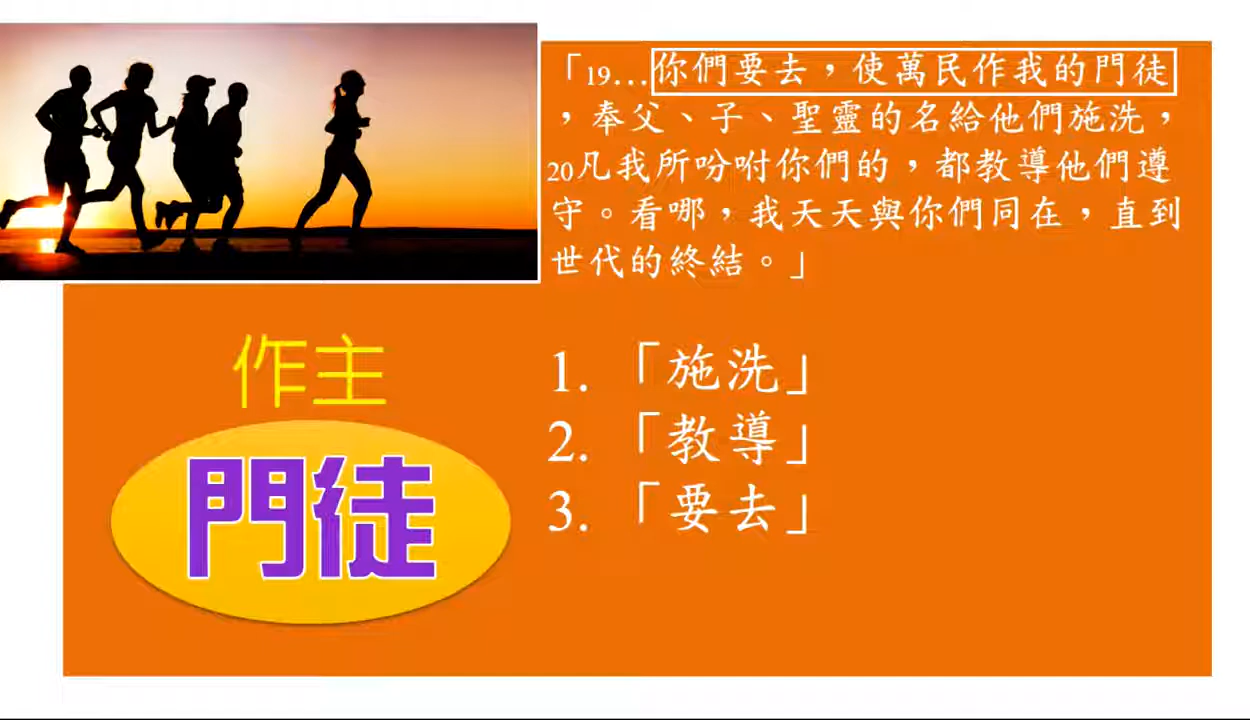 「19…你們要去，使萬民作我的門徒
，奉父、子、聖靈的名給他們施洗，
20凡我所吩咐你們的，都教導他們遵
守。看哪，我天天與你們同在，直到
世代的終結。」
作主
門徒
1. 「施洗」
2. 「教導」
3. 「要去」